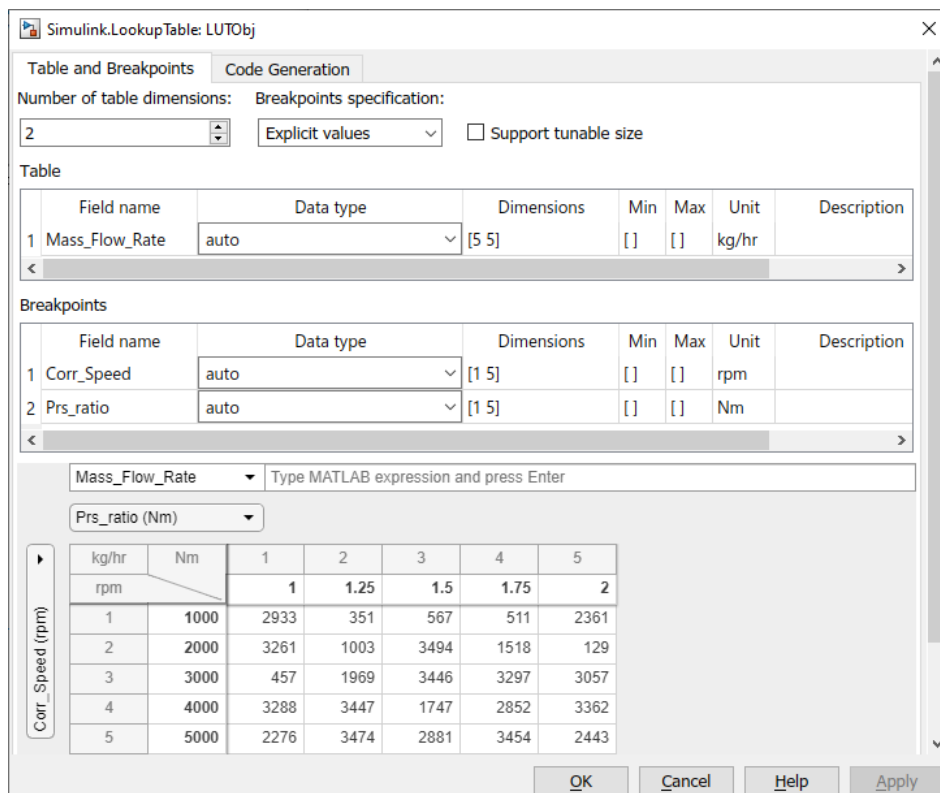 Simulink.LookupTable: LUTObj
Table and Breakpoints Code Generation
Number of table dimensions: Breakpoints specification:
2 Explicit values Support tunable size
Table
Field name Data type Dimensions Min Max Unit Description
1 Mass_Flow_Rate auto [5 5] [ ] [ ] kg/hr
Breakpoints
Field name Data type Dimensions Min Max Unit Description
1 Corr_Speed auto [1 5] [ ] [ ] rpm
2 Prs_ratio auto [1 5] [ ] [ ] Nm
Mass_Flow_Rate Type MATLAB expression and press Enter
Prs_ratio (Nm)
Corr_Speed (rpm)
kg/hr Nm 1 2 3 4 5
rpm 1 1.25 1.5 1.75 2
1 1000 2933 351 567 511 2361
2 2000 3261 1003 3494 1518 129
3 3000 457 1969 3446 3297 3057
4 4000 3288 3447 1747 2852 3362
5 5000 2276 3474 2881 3454 2443
OK Cancel Help Apply